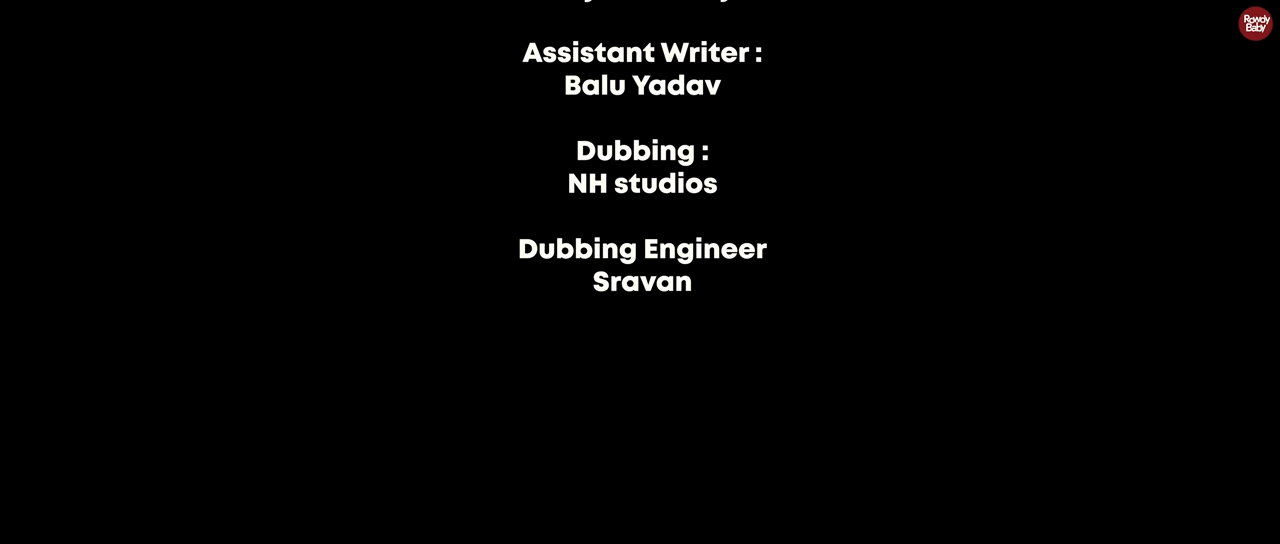 Rowdy
Baby
Assistant Writer :
Balu Yadav
Dubbing :
NH studios
Dubbing Engineer
Sravan